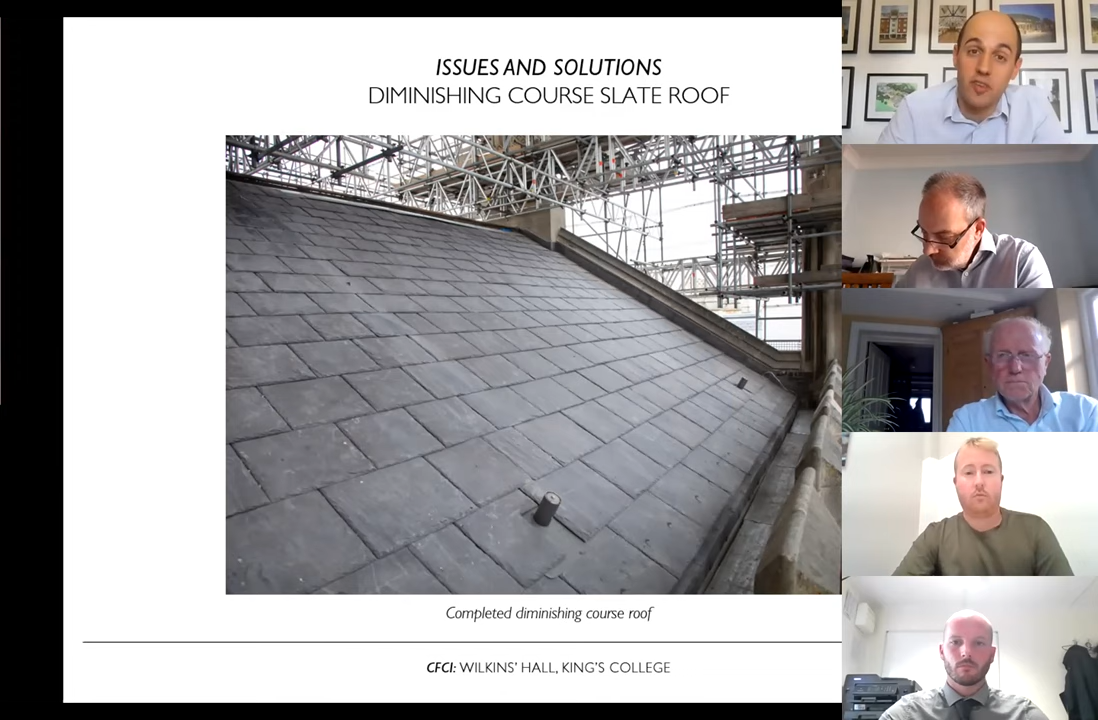 ISSUES AND SOLUTIONS
DIMINISHING COURSE SLATE ROOF
Completed diminishing course roof
CFCI: WILKINS' HALL, KING'S COLLEGE